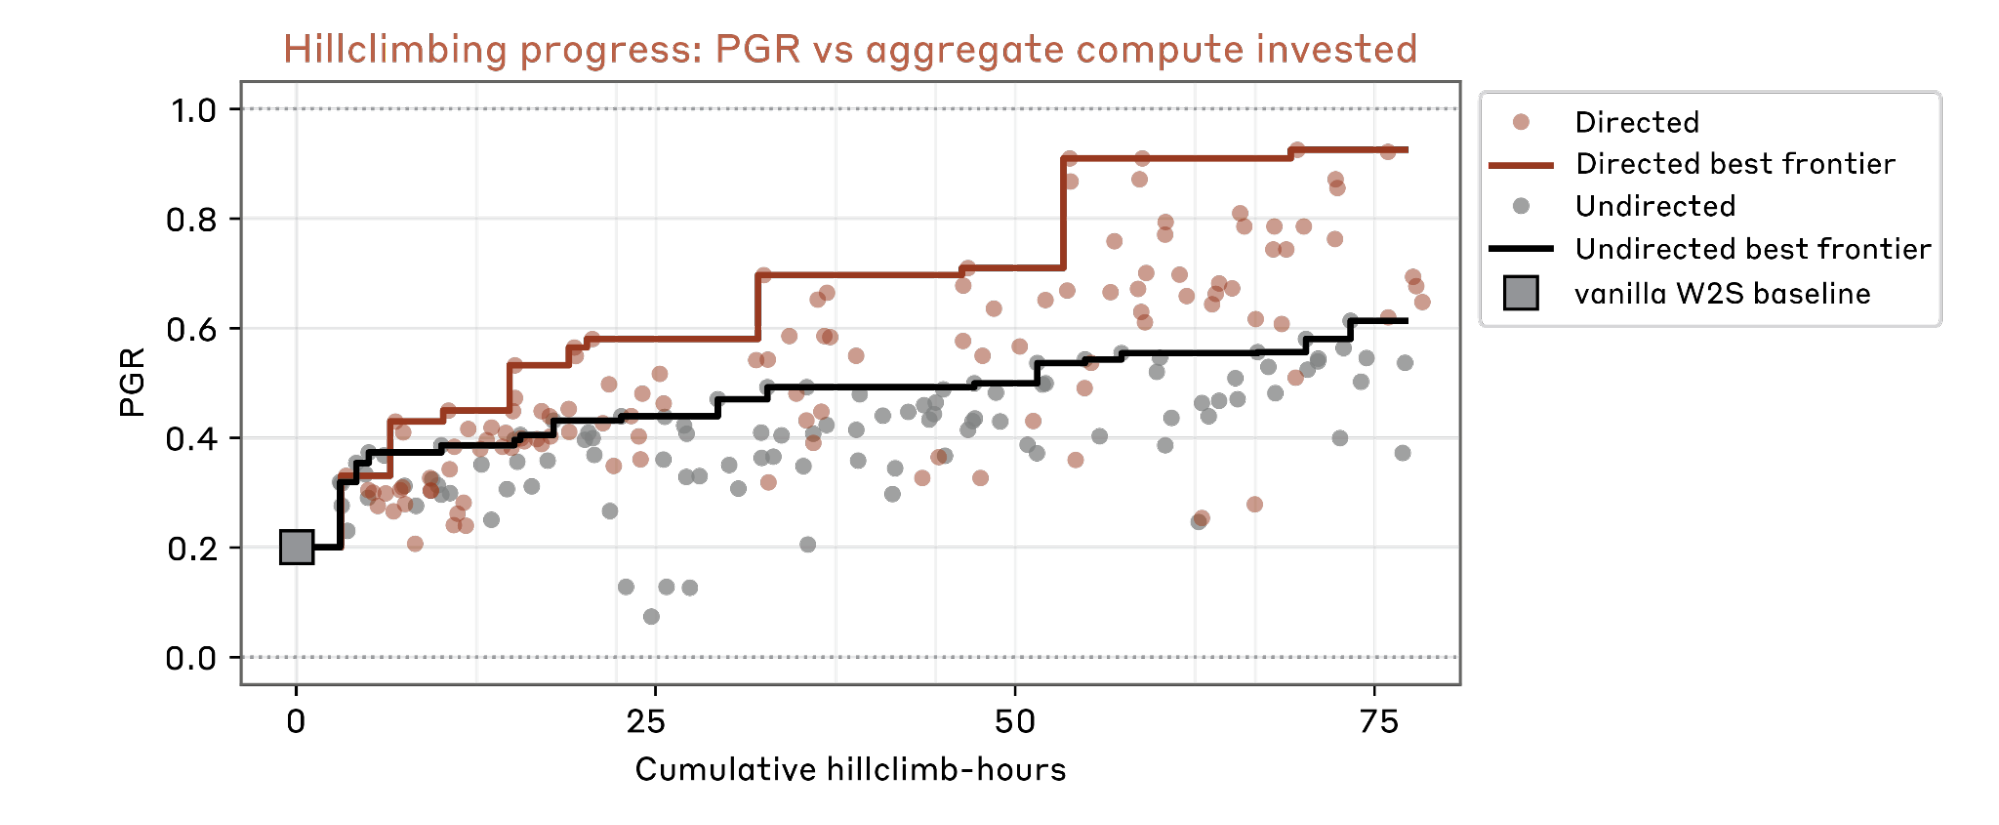 Hillclimbing progress: PGR vs aggregate compute invested
1.0
0.8
0.6
0.4
0.2
0.0
PGR
0 25 50 75
Cumulative hillclimb-hours
Directed
Directed best frontier
Undirected
Undirected best frontier
vanilla W2S baseline